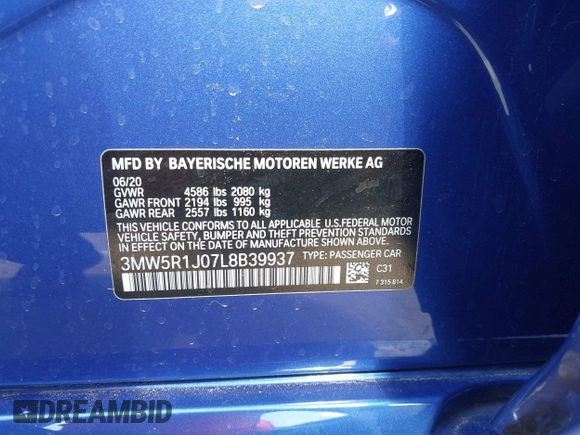 MFD BY BAYERISCHE MOTOREN WERKE AG
06/20
GVWR 4586 lbs 2080 kg
GAWR FRONT 2194 lbs 995 kg
GAWR REAR 2557 lbs 1160 kg
THIS VEHICLE CONFORMS TO ALL APPLICABLE U.S. FEDERAL MOTOR
VEHICLE SAFETY, BUMPER AND THEFT PREVENTION STANDARDS
IN EFFECT ON THE DATE OF MANUFACTURE SHOWN ABOVE.
3MW5R1J07L8B39937 TYPE: PASSENGER CAR
C31
7 315 814
DREAMBID